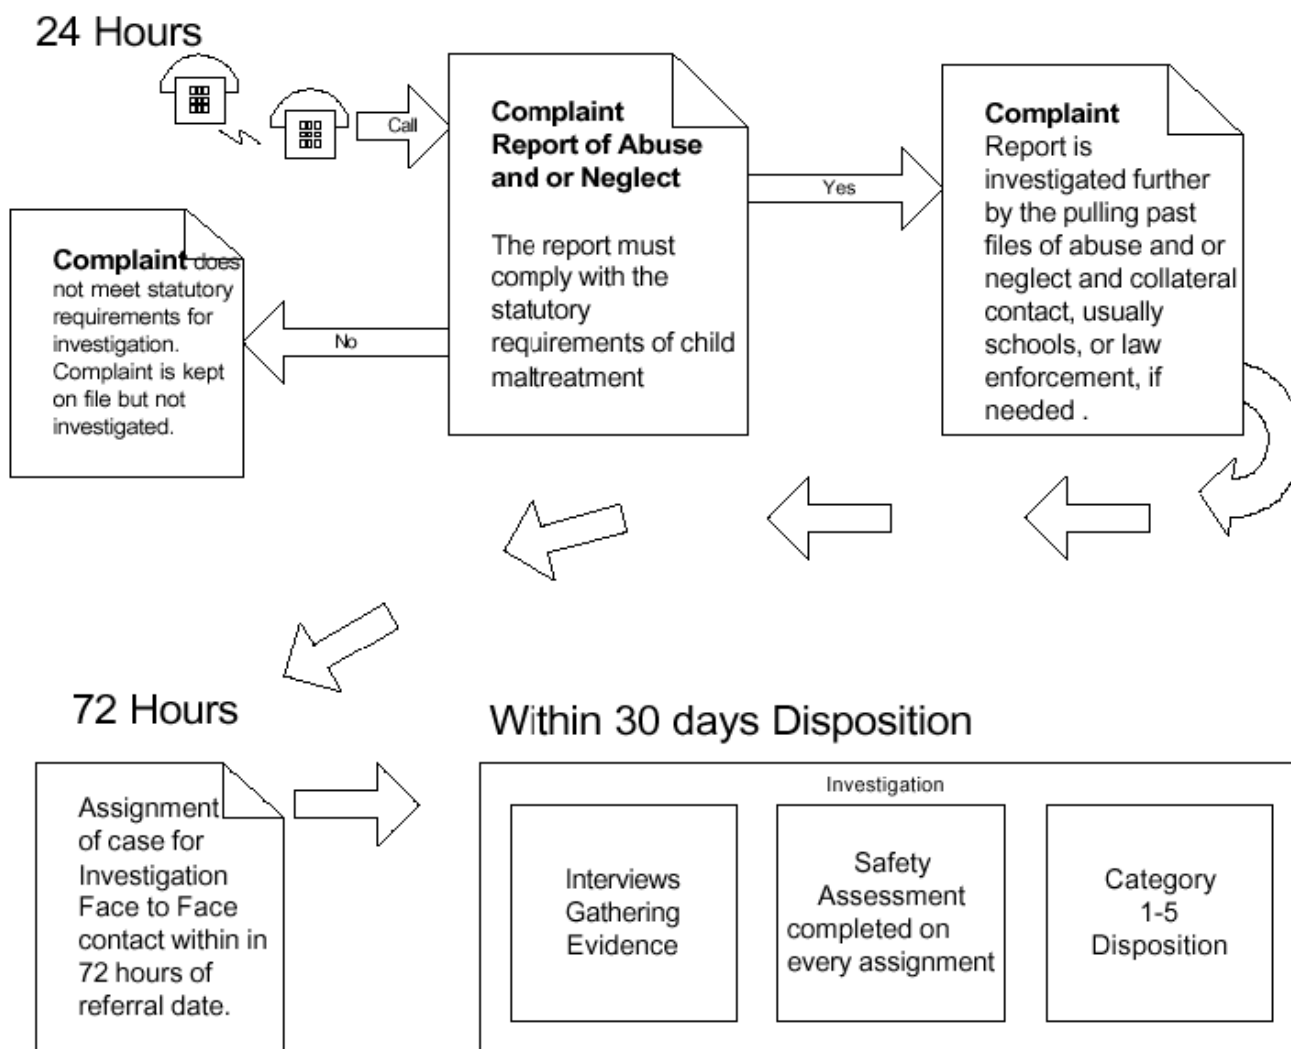 24 Hours
Call
Complaint
Report of Abuse
and or Neglect
The report must
comply with the
statutory
requirements of child
maltreatment
Yes
Complaint
Report is
investigated further
by the pulling past
files of abuse and or
neglect and collateral
contact, usually
schools, or law
enforcement, if
needed .
No
Complaint does
not meet statutory
requirements for
investigation.
Complaint is kept
on file but not
investigated.
72 Hours
Assignment
of case for
Investigation
Face to Face
contact within in
72 hours of
referral date.
Within 30 days Disposition
Investigation
Interviews
Gathering
Evidence
Safety
Assessment
completed on
every assignment
Category
1-5
Disposition